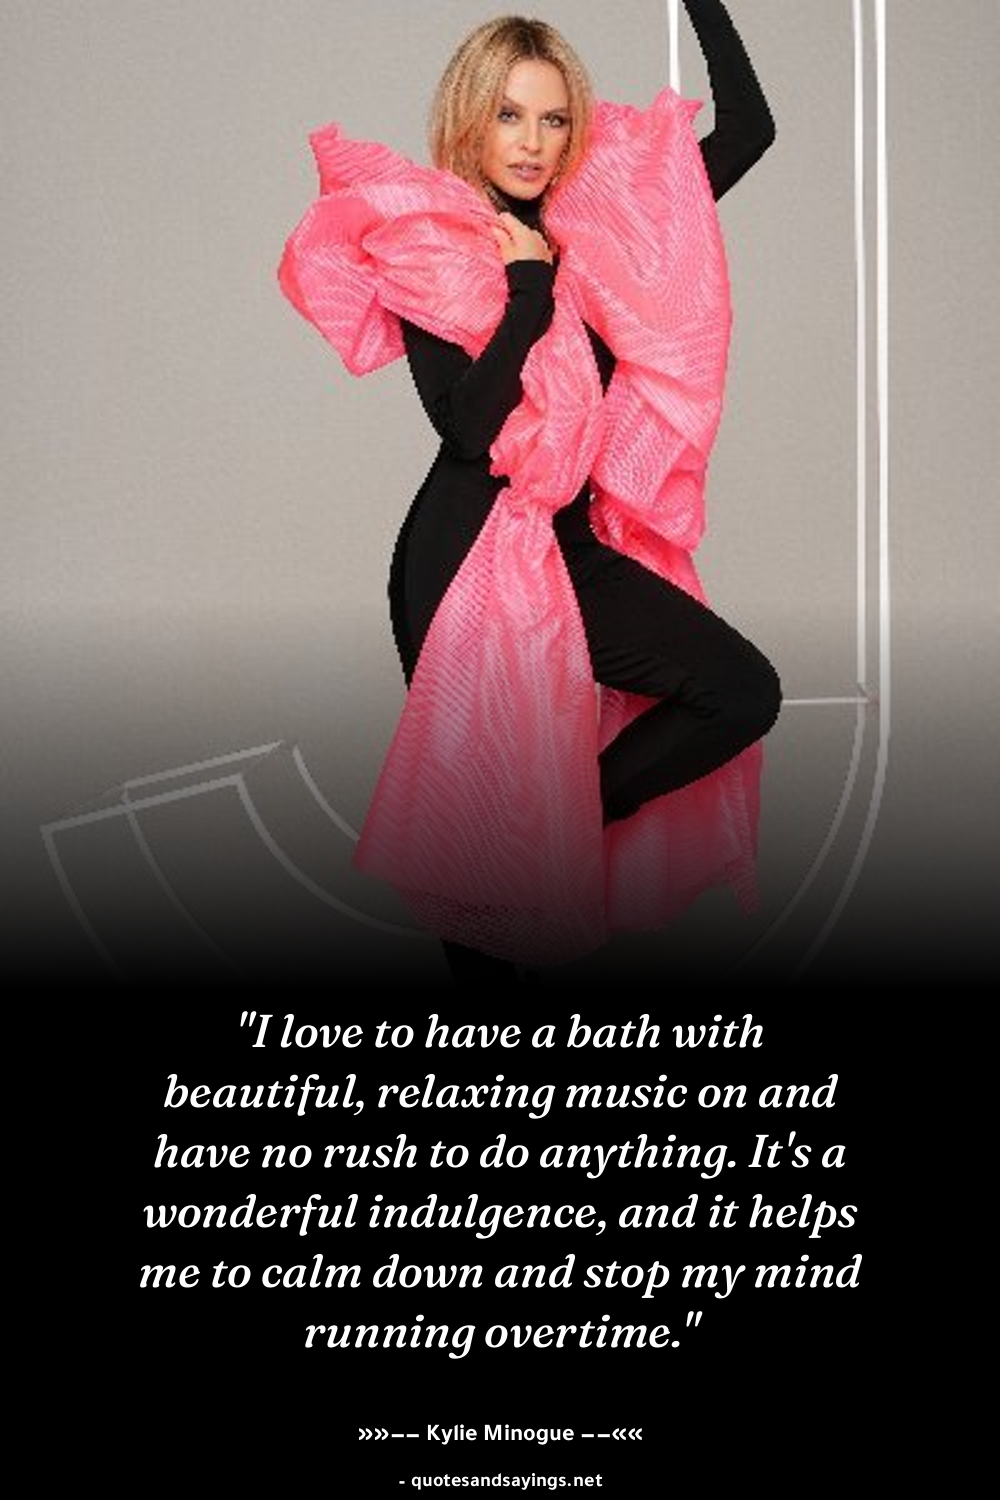 "I love to have a bath with
beautiful, relaxing music on and
have no rush to do anything. It's a
wonderful indulgence, and it helps
me to calm down and stop my mind
running overtime."
»»−− Kylie Minogue −−««
- quotesandsayings.net